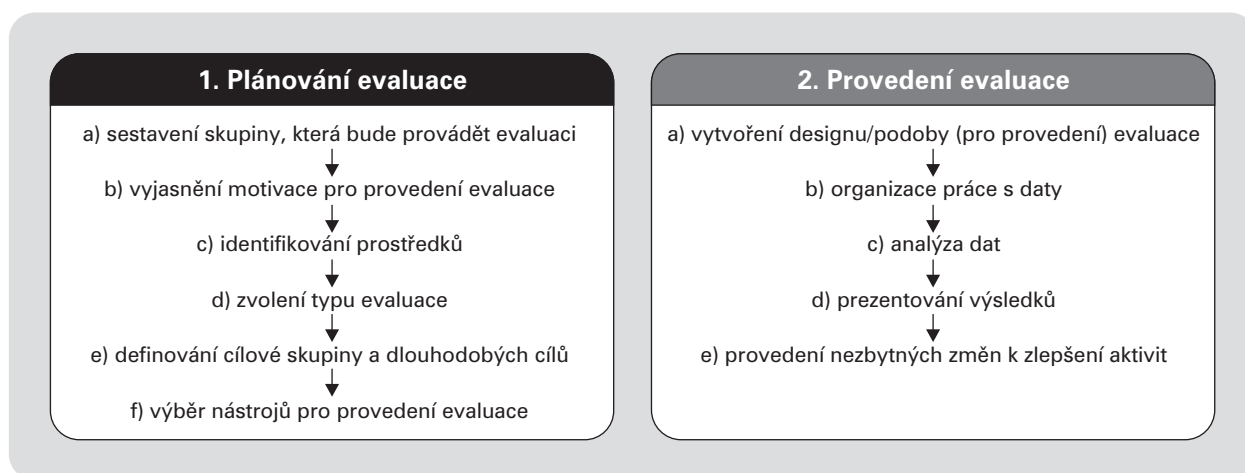 1. Plánování evaluace
a) sestavení skupiny, která bude provádět evaluaci
b) vyjasnění motivace pro provedení evaluace
c) identifikování prostředků
d) zvolení typu evaluace
e) definování cílové skupiny a dlouhodobých cílů
f) výběr nástrojů pro provedení evaluace
2. Provedení evaluace
a) vytvoření designu/podoby (pro provedení) evaluace
b) organizace práce s daty
c) analýza dat
d) prezentování výsledků
e) provedení nezbytných změn k zlepšení aktivit